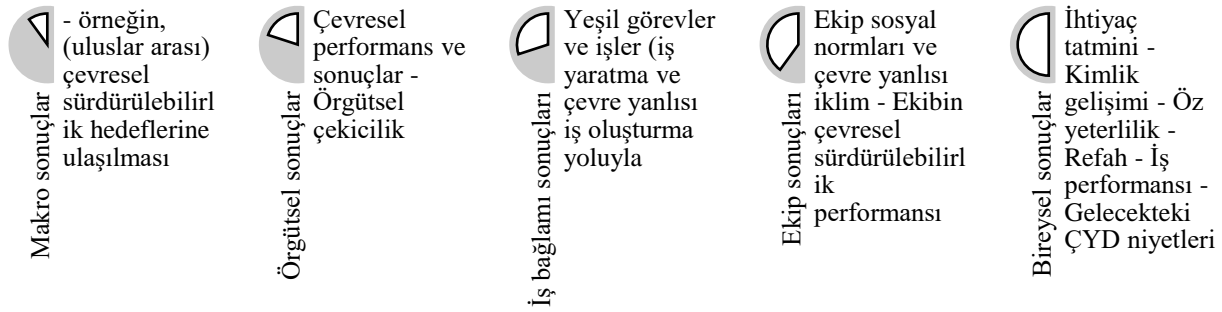 Makro sonuçlar
- örneğin,
(uluslar arası)
çevresel
sürdürülebilirl
ik hedeflerine
ulaşılması
Örgütsel sonuçlar
Çevresel
performans ve
sonuçlar -
Örgütsel
çekicilik
İş bağlamı sonuçları
Yeşil görevler
ve işler (iş
yaratma ve
çevre yanlısı
iş oluşturma
yoluyla
Ekip sonuçları
Ekip sosyal
normları ve
çevre yanlısı
iklim - Ekibin
çevresel
sürdürülebilirl
ik
performansı
Bireysel sonuçlar
İhtiyaç
tatmini -
Kimlik
gelişimi - Öz
yeterlilik -
Refah - İş
performansı -
Gelecekteki
ÇYD niyetleri